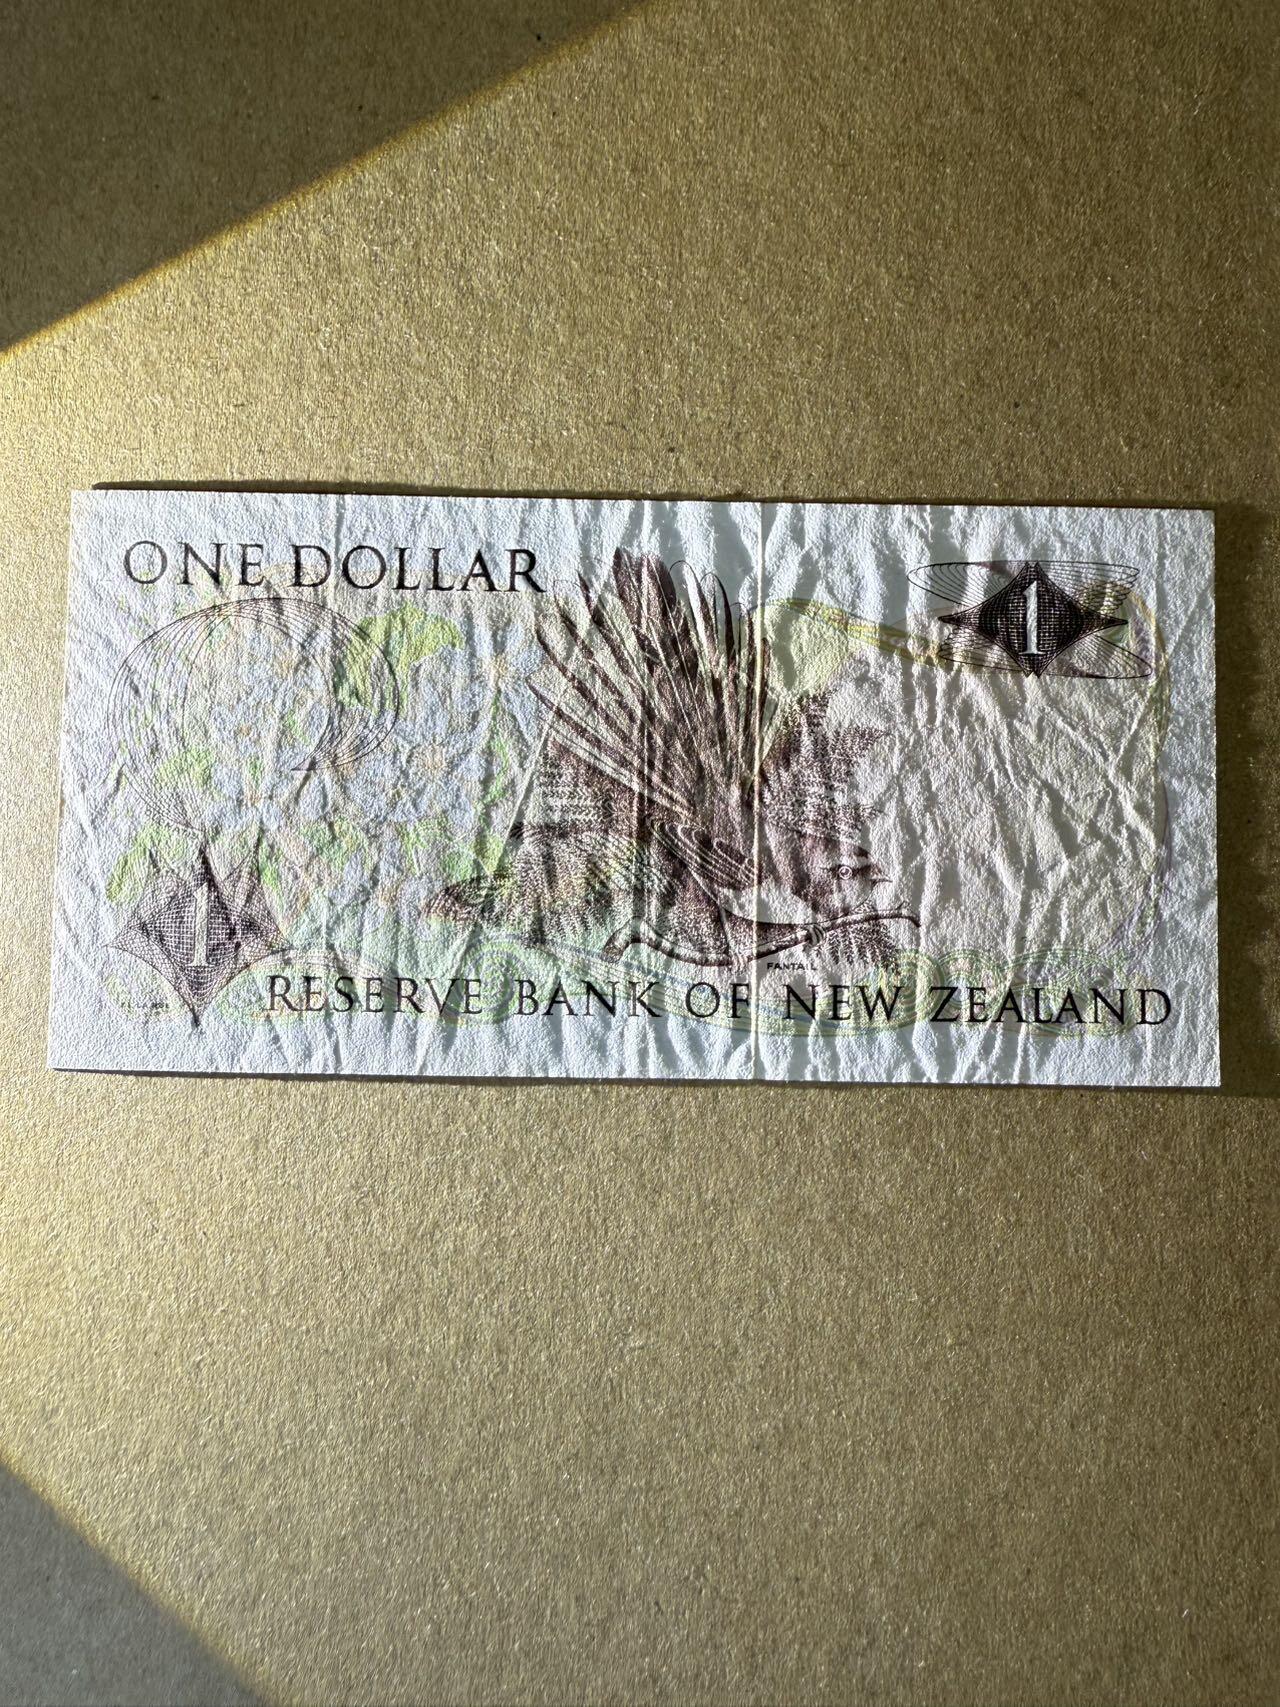 ONE DOLLAR
1
1
FANTAIL
RESERVE BANK OF NEW ZEALAND